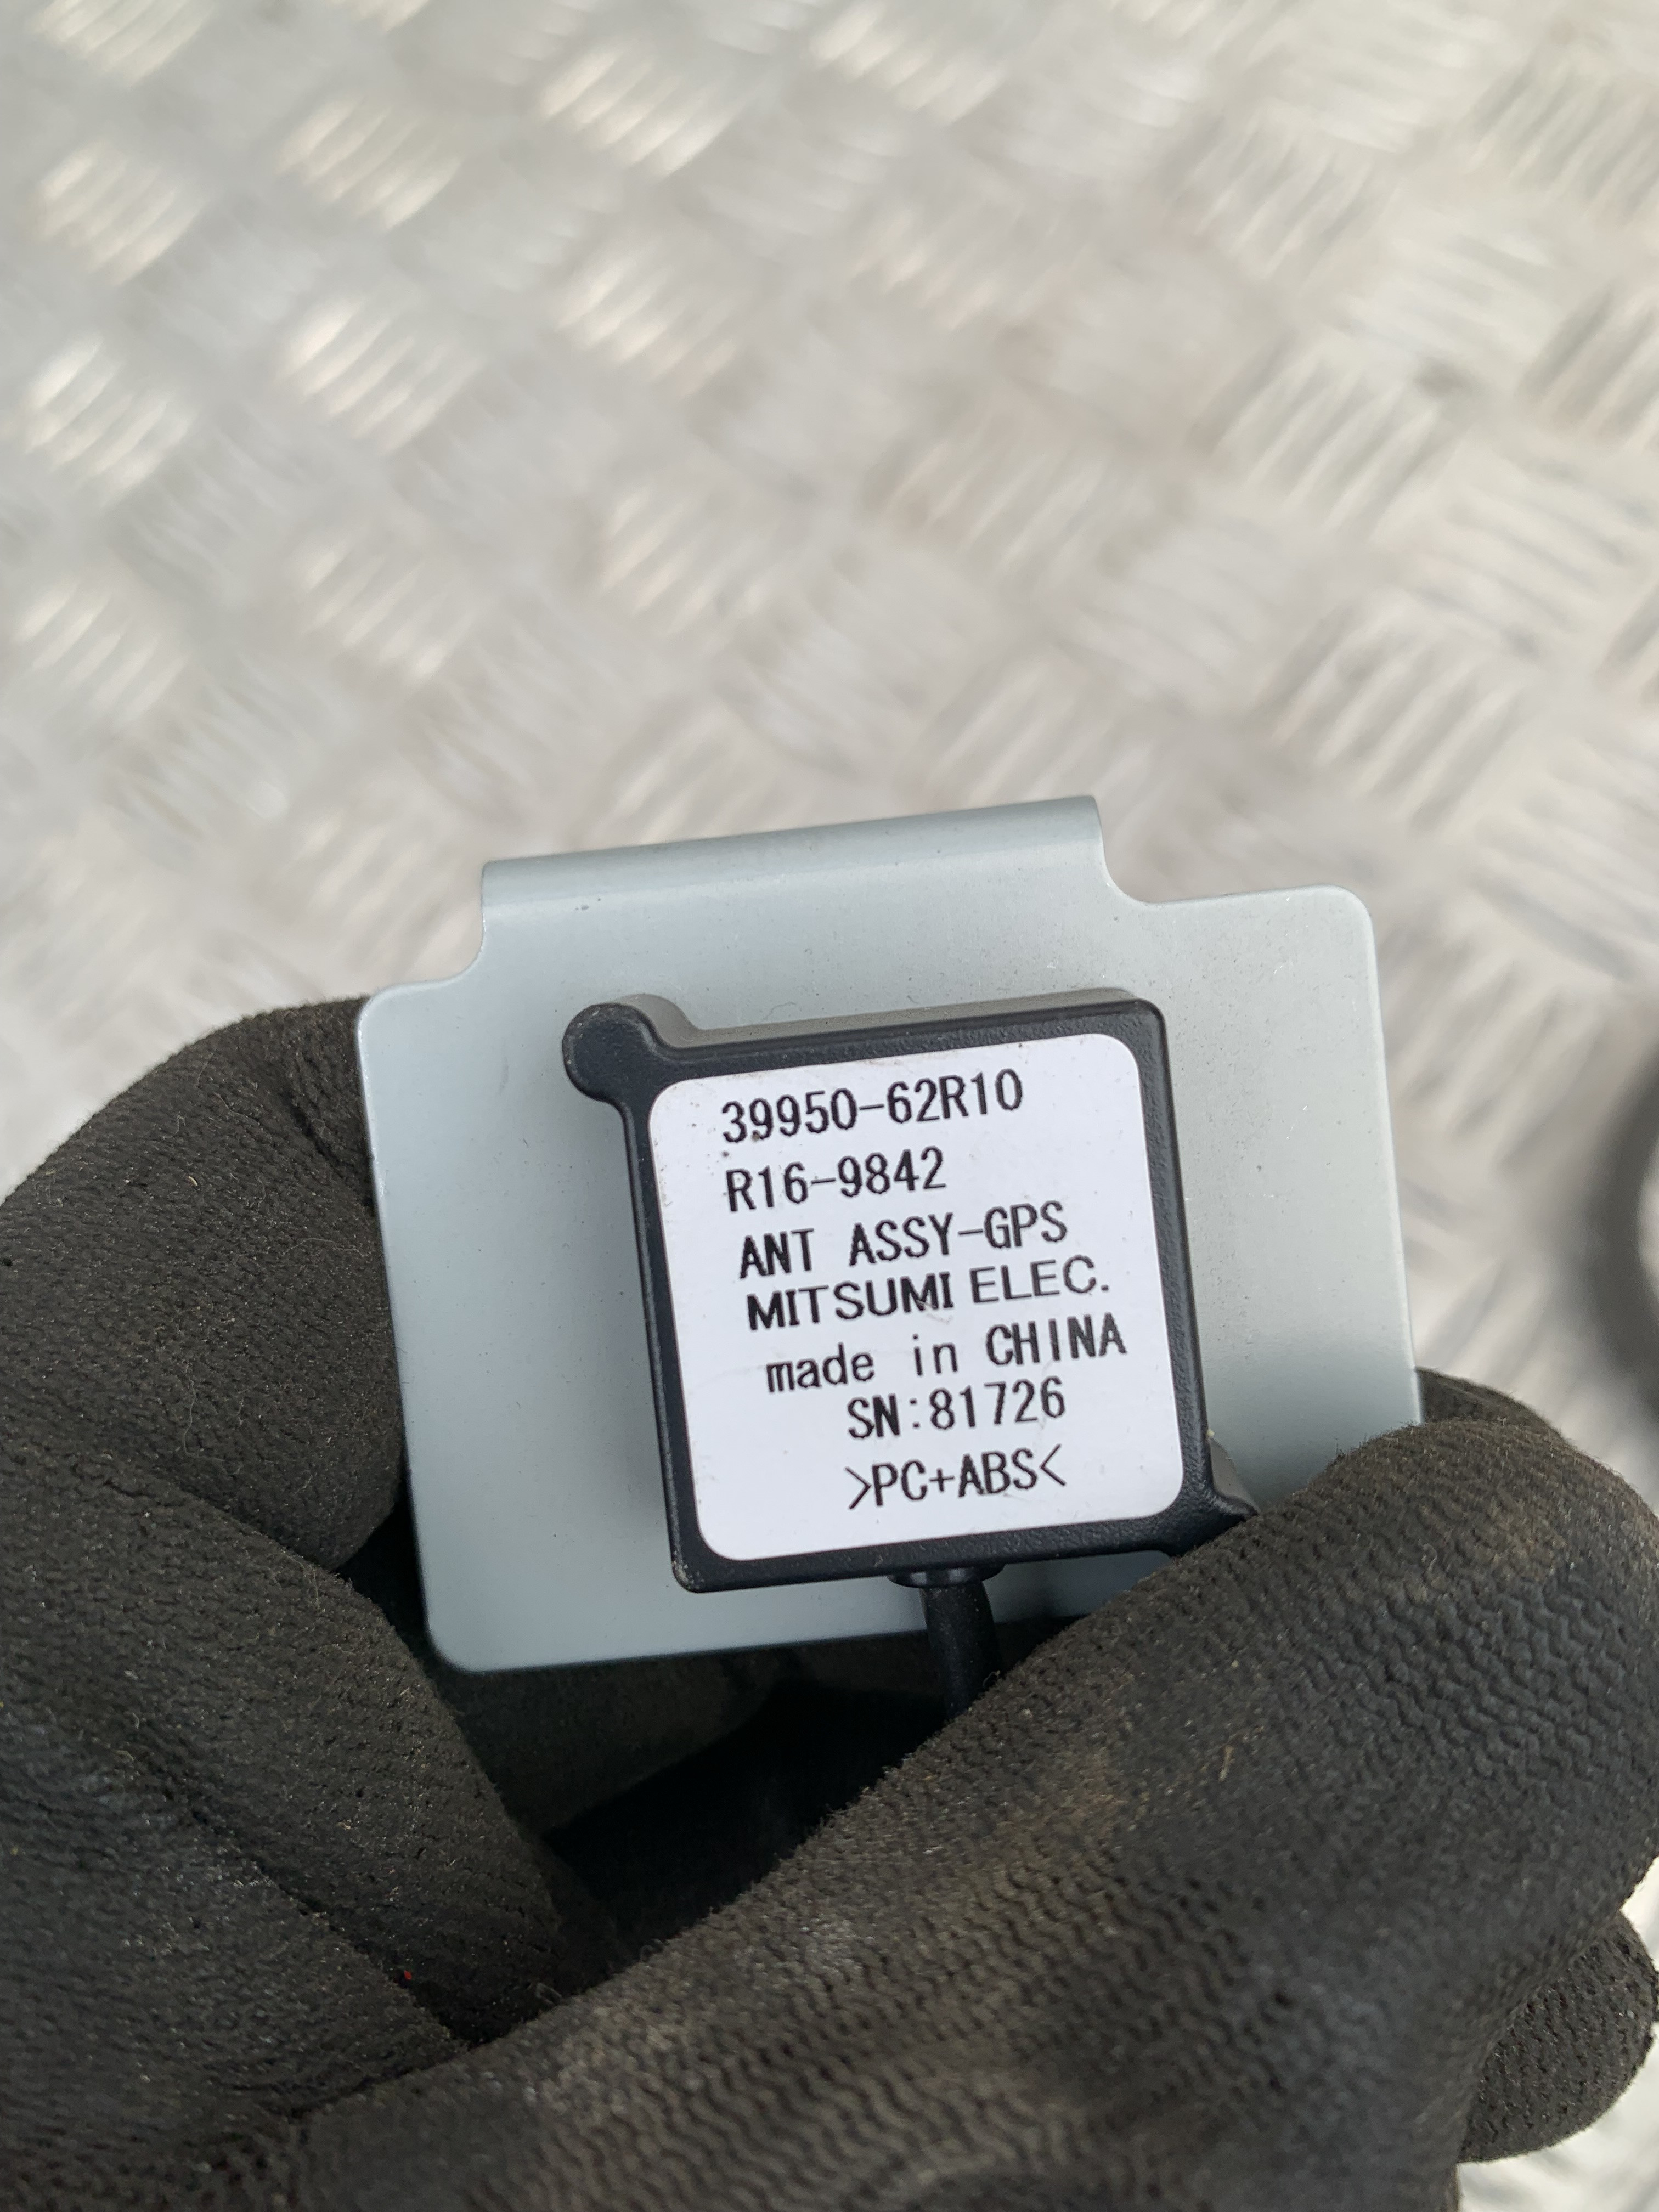 39950-62R10
R16-9842
ANT ASSY-GPS
MITSUMI ELEC.
made in CHINA
SN:81726
>PC+ABS<